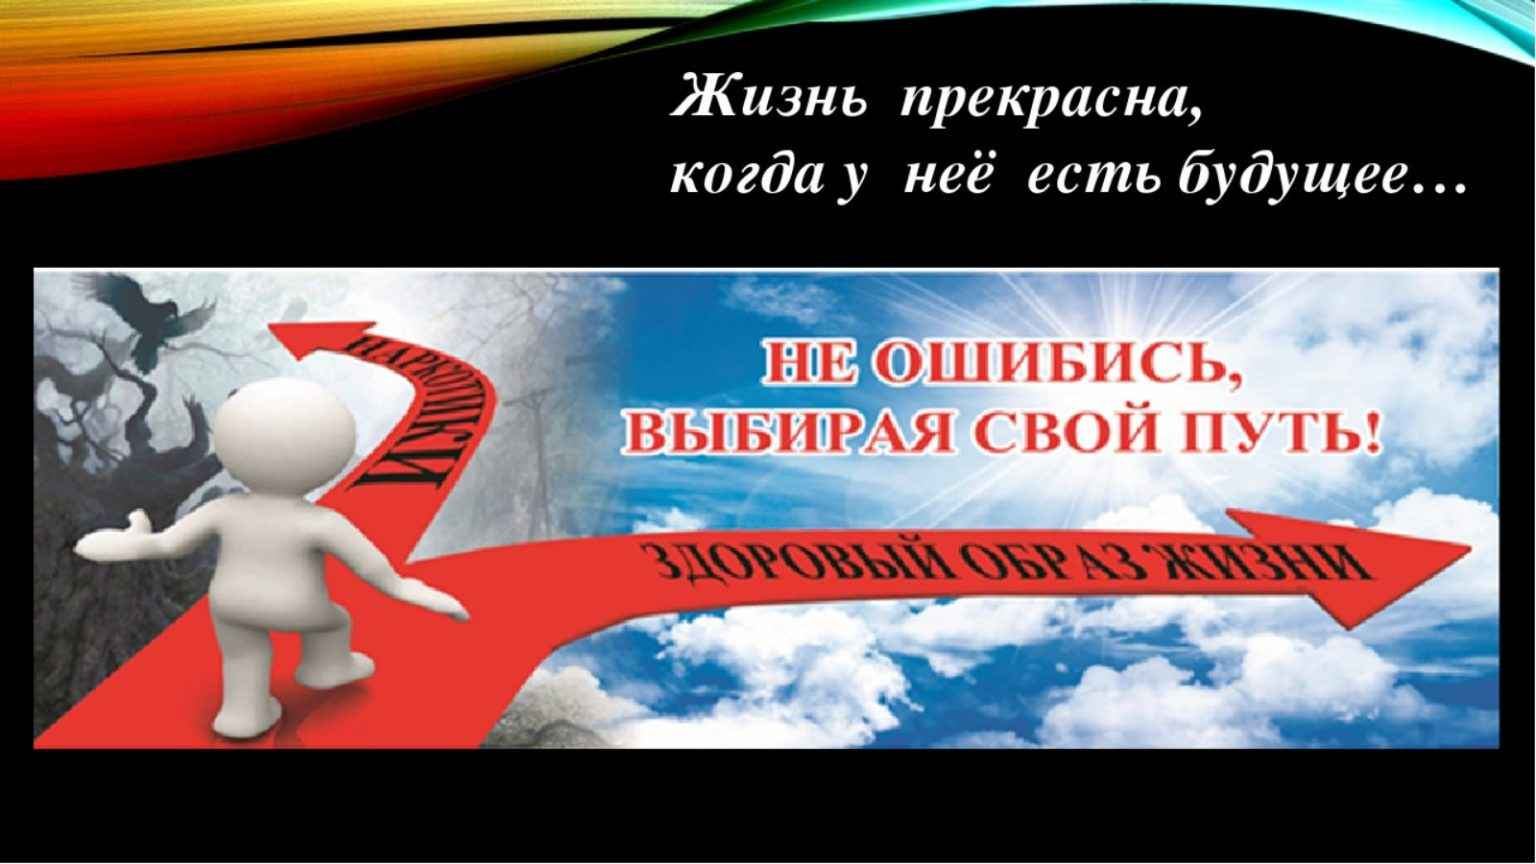 Жизнь прекрасна,
когда у неё есть будущее...
НАРКОТИКИ
НЕ ОШИБИСЬ,
ВЫБИРАЯ СВОЙ ПУТЬ!
ЗДОРОВЫЙ ОБРАЗ ЖИЗНИ